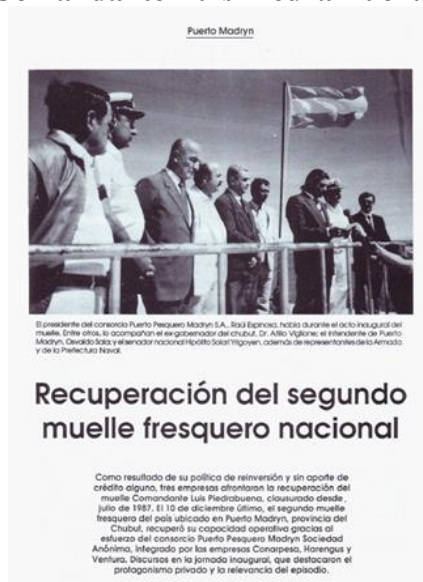 Puerto Madryn
El presidente del consorcio Puerto Pesquero Madryn S.A., Raúl Espinosa, habla durante el acto inaugural del
muelle. Entre otros, lo acompañan el ex-gobernador del chubut, Dr. Atilio Viglione; el intendente de Puerto
Madryn, Osvaldo Sala; y el senador nacional Hipólito Solari Yrigoyen, además de representantes de la Armada
y de la Prefectura Naval.
Recuperación del segundo
muelle fresquero nacional
Como resultado de su política de reinversión y sin aporte de
crédito alguno, tres empresas afrontaron la recuperación del
muelle Comandante Luis Piedrabuena, clausurado desde
julio de 1987. El 10 de diciembre último, el segundo muelle
fresquero del país ubicado en Puerto Madryn, provincia del
Chubut, recuperó su capacidad operativa gracias al
esfuerzo del consorcio Puerto Pesquero Madryn Sociedad
Anónima, integrado por las empresas Conarpesa, Harengus y
Ventura. Discursos en la jornada inaugural, que destacaron el
protagonismo privado y la relevancia del episodio.